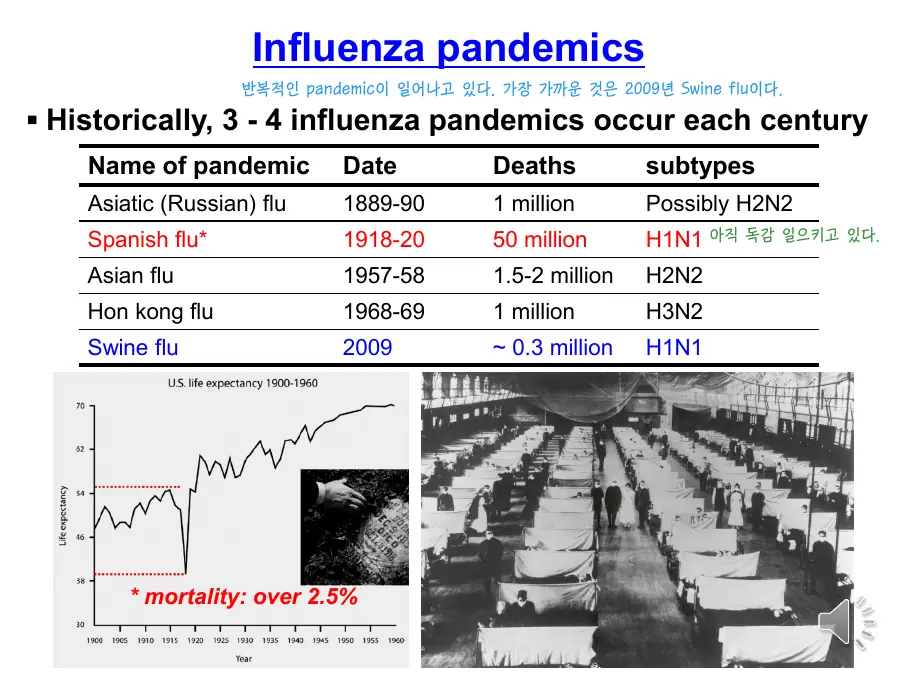 Influenza pandemics
반복적인 pandemic이 일어나고 있다. 가장 가까운 것은 2009년 Swine flu이다.
▪ Historically, 3 - 4 influenza pandemics occur each century
Name of pandemic Date Deaths subtypes
Asiatic (Russian) flu 1889-90 1 million Possibly H2N2
Spanish flu* 1918-20 50 million H1N1 아직 독감 일으키고 있다.
Asian flu 1957-58 1.5-2 million H2N2
Hon kong flu 1968-69 1 million H3N2
Swine flu 2009 ~ 0.3 million H1N1
U.S. life expectancy 1900-1960
70
62
54
46
38
30
Life expectancy
* mortality: over 2.5%
1900 1905 1910 1915 1920 1925 1930 1935 1940 1945 1950 1955 1960
Year